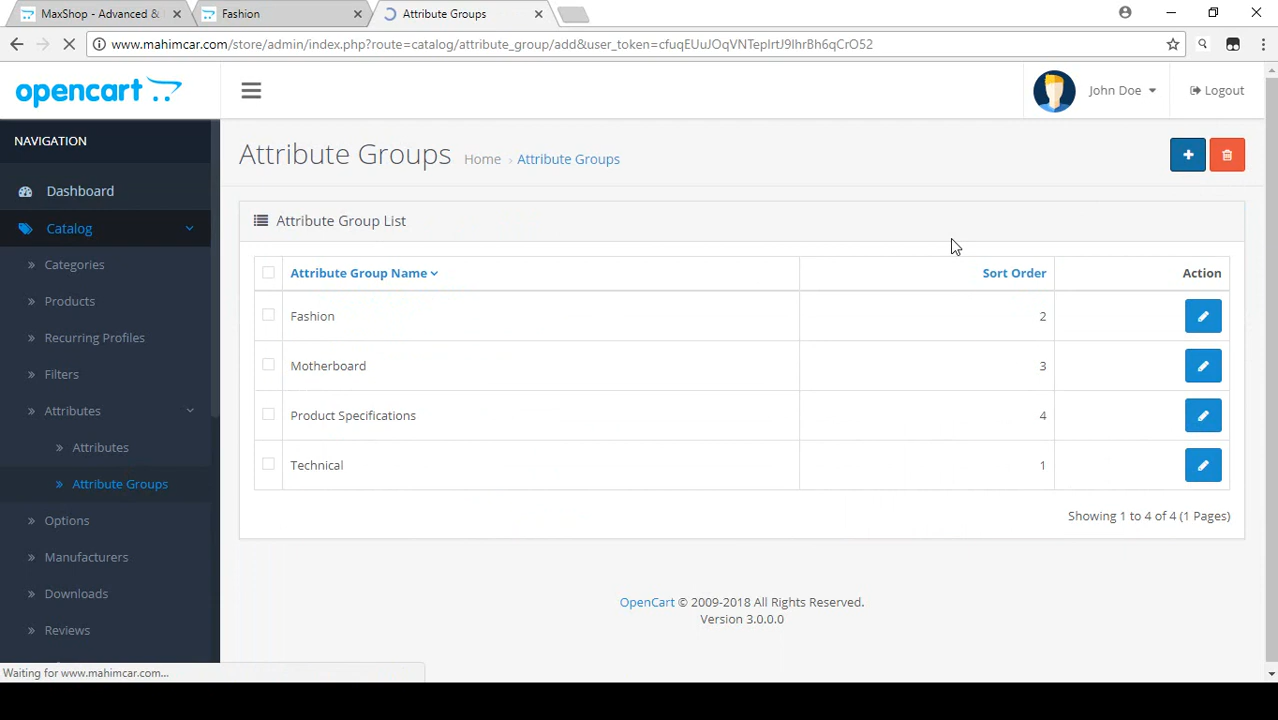 MaxShop - Advanced &
Fashion
Attribute Groups
www.mahimcar.com/store/admin/index.php?route=catalog/attribute_group/add&user_token=cfuqEUuJOqVNTeplrtJ9lhrBh6qCrO52
opencart
John Doe
Logout
NAVIGATION
Attribute Groups
Home › Attribute Groups
Dashboard
Catalog
Attribute Group List
Categories
Attribute Group Name
Sort Order
Action
Products
Fashion
2
Recurring Profiles
Motherboard
3
Filters
Attributes
Product Specifications
4
Attributes
Technical
1
Attribute Groups
Options
Showing 1 to 4 of 4 (1 Pages)
Manufacturers
Downloads
OpenCart © 2009-2018 All Rights Reserved.
Version 3.0.0.0
Reviews
Waiting for www.mahimcar.com...